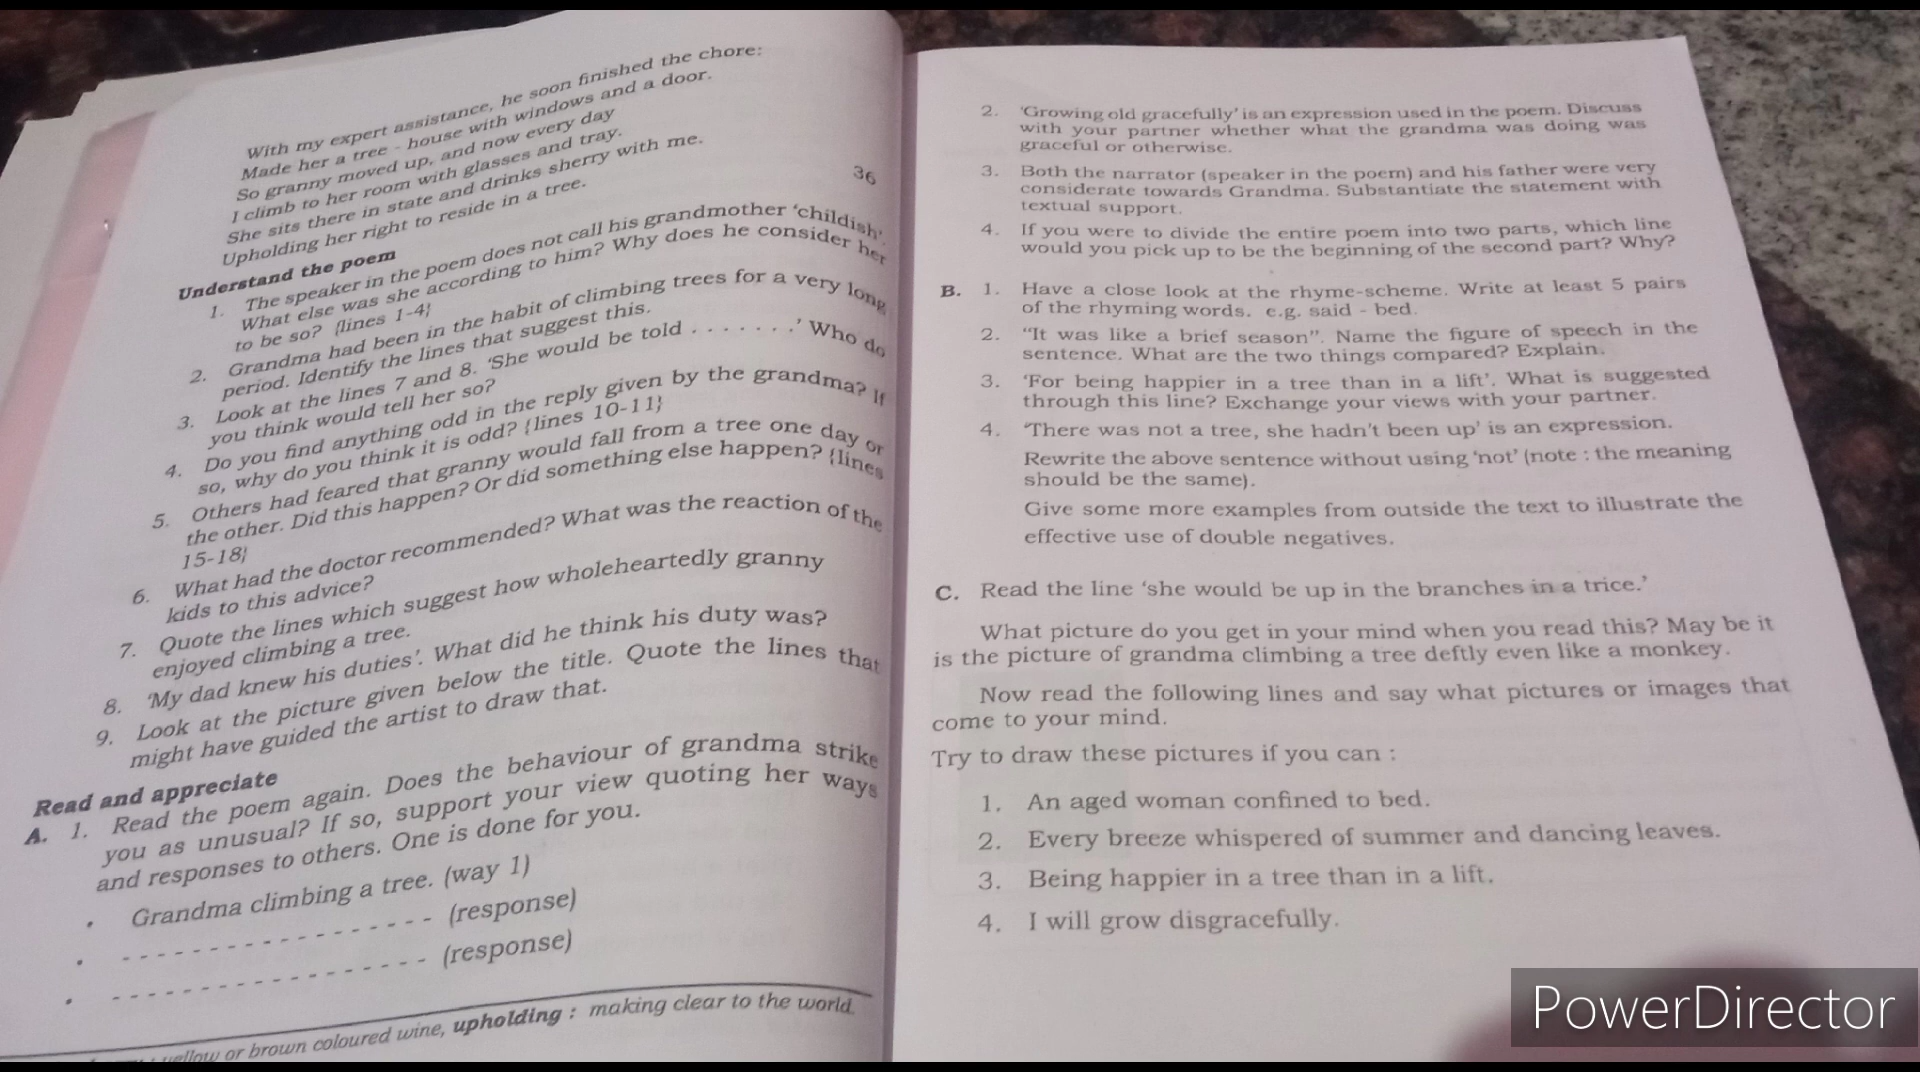 With my expert assistance, he soon finished the chore:
Made her a tree - house with windows and a door.
So granny moved up, and now every day
I climb to her room with glasses and tray.
She sits there in state and drinks sherry with me.
Upholding her right to reside in a tree.
36
Understand the poem
1. The speaker in the poem does not call his grandmother 'childish'.
What else was she according to him? Why does he consider her
to be so? {lines 1-4}
2. Grandma had been in the habit of climbing trees for a very long
period. Identify the lines that suggest this.
3. Look at the lines 7 and 8. 'She would be told . . . . . . .' Who do
you think would tell her so?
4. Do you find anything odd in the reply given by the grandma? If
so, why do you think it is odd? {lines 10-11}
5. Others had feared that granny would fall from a tree one day or
the other. Did this happen? Or did something else happen? {lines
15-18}
6. What had the doctor recommended? What was the reaction of the
kids to this advice?
7. Quote the lines which suggest how wholeheartedly granny
enjoyed climbing a tree.
8. 'My dad knew his duties'. What did he think his duty was?
9. Look at the picture given below the title. Quote the lines that
might have guided the artist to draw that.
Read and appreciate
A. 1. Read the poem again. Does the behaviour of grandma strike
you as unusual? If so, support your view quoting her ways
and responses to others. One is done for you.
• Grandma climbing a tree. (way 1)
• - - - - - - - - - - - - - - - - - (response)
• - - - - - - - - - - - - - - - - - (response)
yellow or brown coloured wine, upholding : making clear to the world.
2. 'Growing old gracefully' is an expression used in the poem. Discuss
with your partner whether what the grandma was doing was
graceful or otherwise.
3. Both the narrator (speaker in the poem) and his father were very
considerate towards Grandma. Substantiate the statement with
textual support.
4. If you were to divide the entire poem into two parts, which line
would you pick up to be the beginning of the second part? Why?
B. 1. Have a close look at the rhyme-scheme. Write at least 5 pairs
of the rhyming words. e.g. said - bed.
2. "It was like a brief season". Name the figure of speech in the
sentence. What are the two things compared? Explain.
3. 'For being happier in a tree than in a lift'. What is suggested
through this line? Exchange your views with your partner.
4. 'There was not a tree, she hadn't been up' is an expression.
Rewrite the above sentence without using 'not' (note : the meaning
should be the same).
Give some more examples from outside the text to illustrate the
effective use of double negatives.
C. Read the line 'she would be up in the branches in a trice.'
What picture do you get in your mind when you read this? May be it
is the picture of grandma climbing a tree deftly even like a monkey.
Now read the following lines and say what pictures or images that
come to your mind.
Try to draw these pictures if you can :
1. An aged woman confined to bed.
2. Every breeze whispered of summer and dancing leaves.
3. Being happier in a tree than in a lift.
4. I will grow disgracefully.
PowerDirector